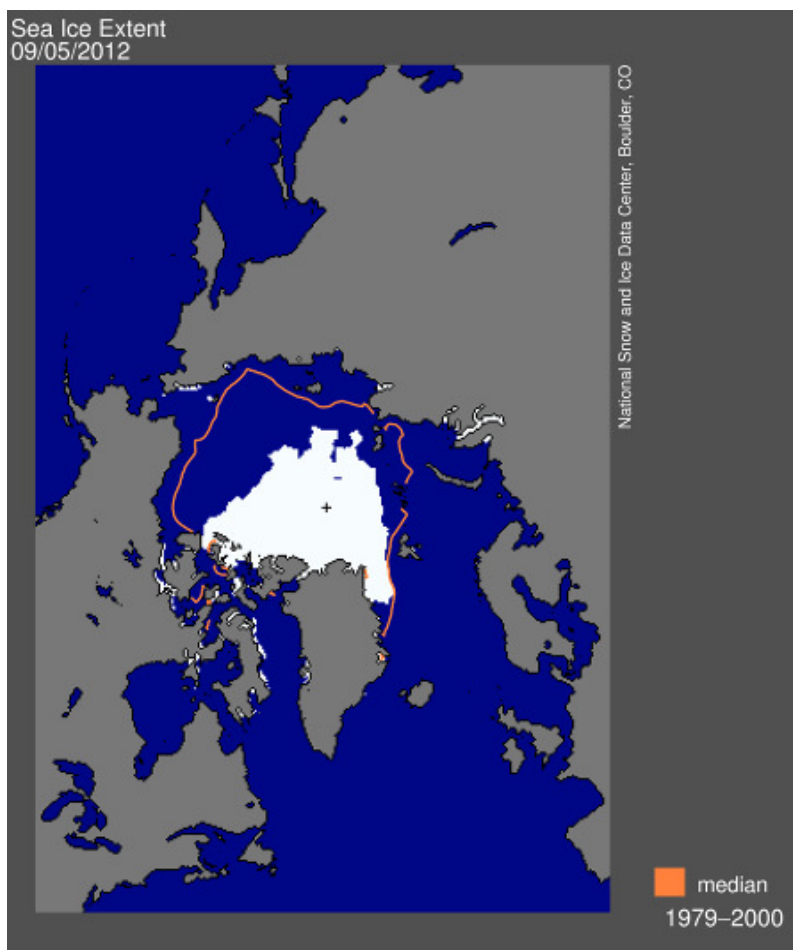 Sea Ice Extent
09/05/2012
National Snow and Ice Data Center, Boulder, CO
median
1979–2000